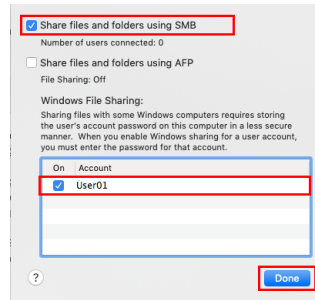 Share files and folders using SMB
Number of users connected: 0
Share files and folders using AFP
File Sharing: Off
Windows File Sharing:
Sharing files with some Windows computers requires storing
the user's account password on this computer in a less secure
manner. When you enable Windows sharing for a user account,
you must enter the password for that account.
On Account
User01
? Done